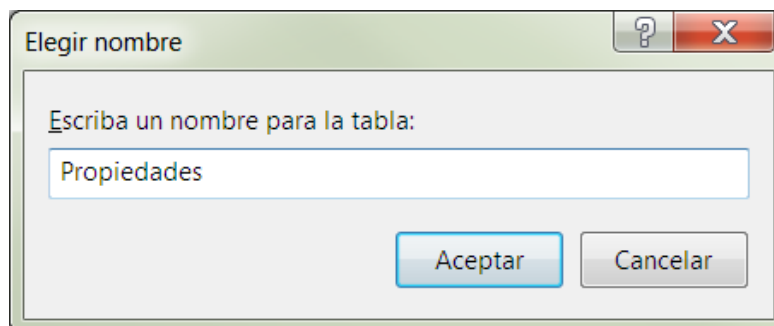 Elegir nombre
Escriba un nombre para la tabla:
Propiedades
Aceptar
Cancelar